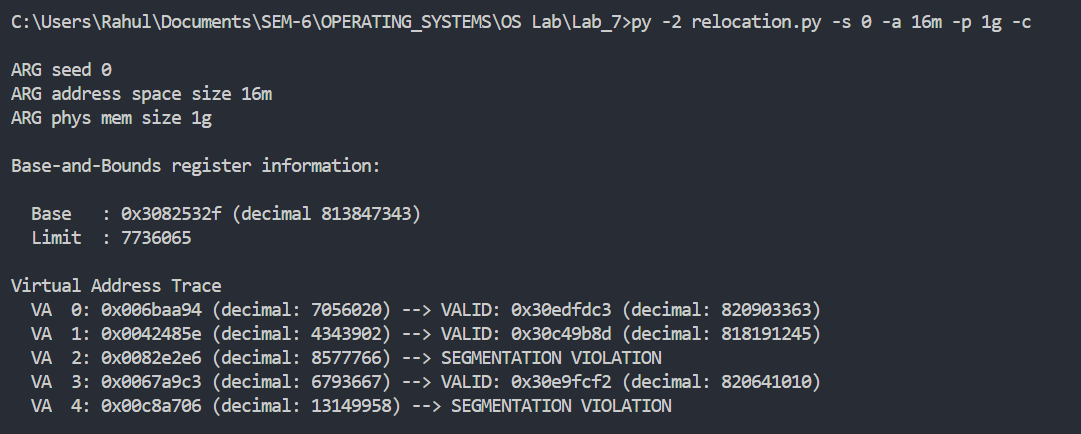 C:\Users\Rahul\Documents\SEM-6\OPERATING_SYSTEMS\OS Lab\Lab_7>py -2 relocation.py -s 0 -a 16m -p 1g -c
ARG seed 0
ARG address space size 16m
ARG phys mem size 1g
Base-and-Bounds register information:
Base   : 0x3082532f (decimal 813847343)
Limit  : 7736065
Virtual Address Trace
VA  0: 0x006baa94 (decimal: 7056020) --> VALID: 0x30edfdc3 (decimal: 820903363)
VA  1: 0x0042485e (decimal: 4343902) --> VALID: 0x30c49b8d (decimal: 818191245)
VA  2: 0x0082e2e6 (decimal: 8577766) --> SEGMENTATION VIOLATION
VA  3: 0x0067a9c3 (decimal: 6793667) --> VALID: 0x30e9fcf2 (decimal: 820641010)
VA  4: 0x00c8a706 (decimal: 13149958) --> SEGMENTATION VIOLATION